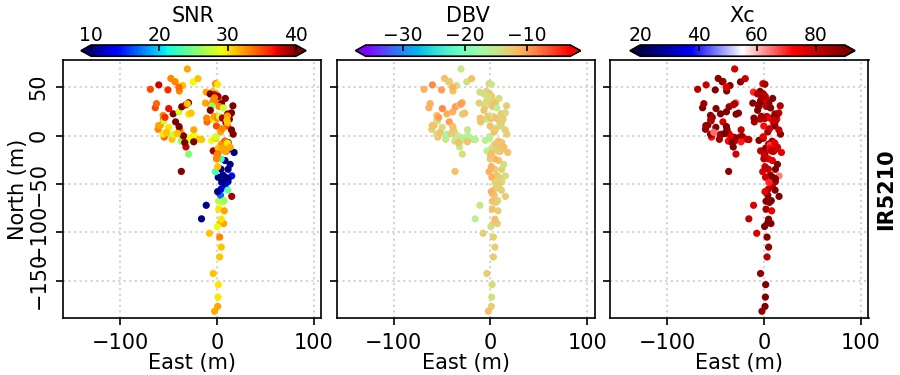 SNR DBV Xc
10 20 30 40 −30 −20 −10 20 40 60 80
50
0
−50
−100
−150
North (m)
IR5210
−100 0 100 −100 0 100 −100 0 100
East (m) East (m) East (m)